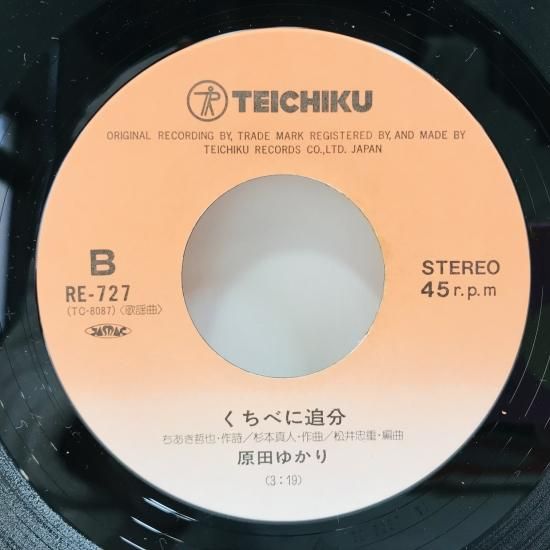 TEICHIKU
ORIGINAL RECORDING BY, TRADE MARK REGISTERED BY, AND MADE BY
TEICHIKU RECORDS CO.,LTD. JAPAN
B
RE-727
(TC-8087)〈歌謡曲〉
JASRAC
STEREO
45 r.p.m
くちべに追分
ちあき哲也・作詩／杉本真人・作曲／松井忠重・編曲
原田ゆかり
(3:19)